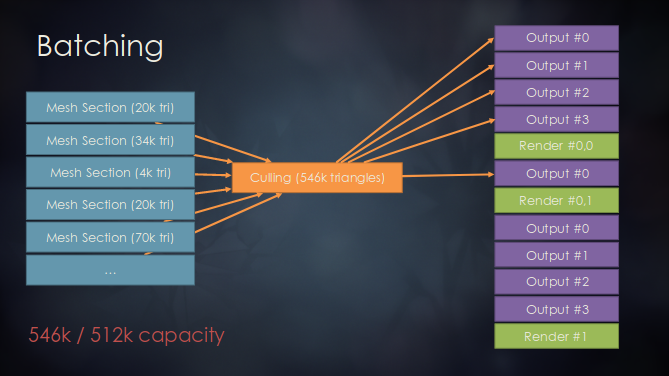 Batching
Mesh Section (20k tri)
Mesh Section (34k tri)
Mesh Section (4k tri)
Mesh Section (20k tri)
Mesh Section (70k tri)
...
546k / 512k capacity
Culling (546k triangles)
Output #0
Output #1
Output #2
Output #3
Render #0,0
Output #0
Render #0,1
Output #0
Output #1
Output #2
Output #3
Render #1